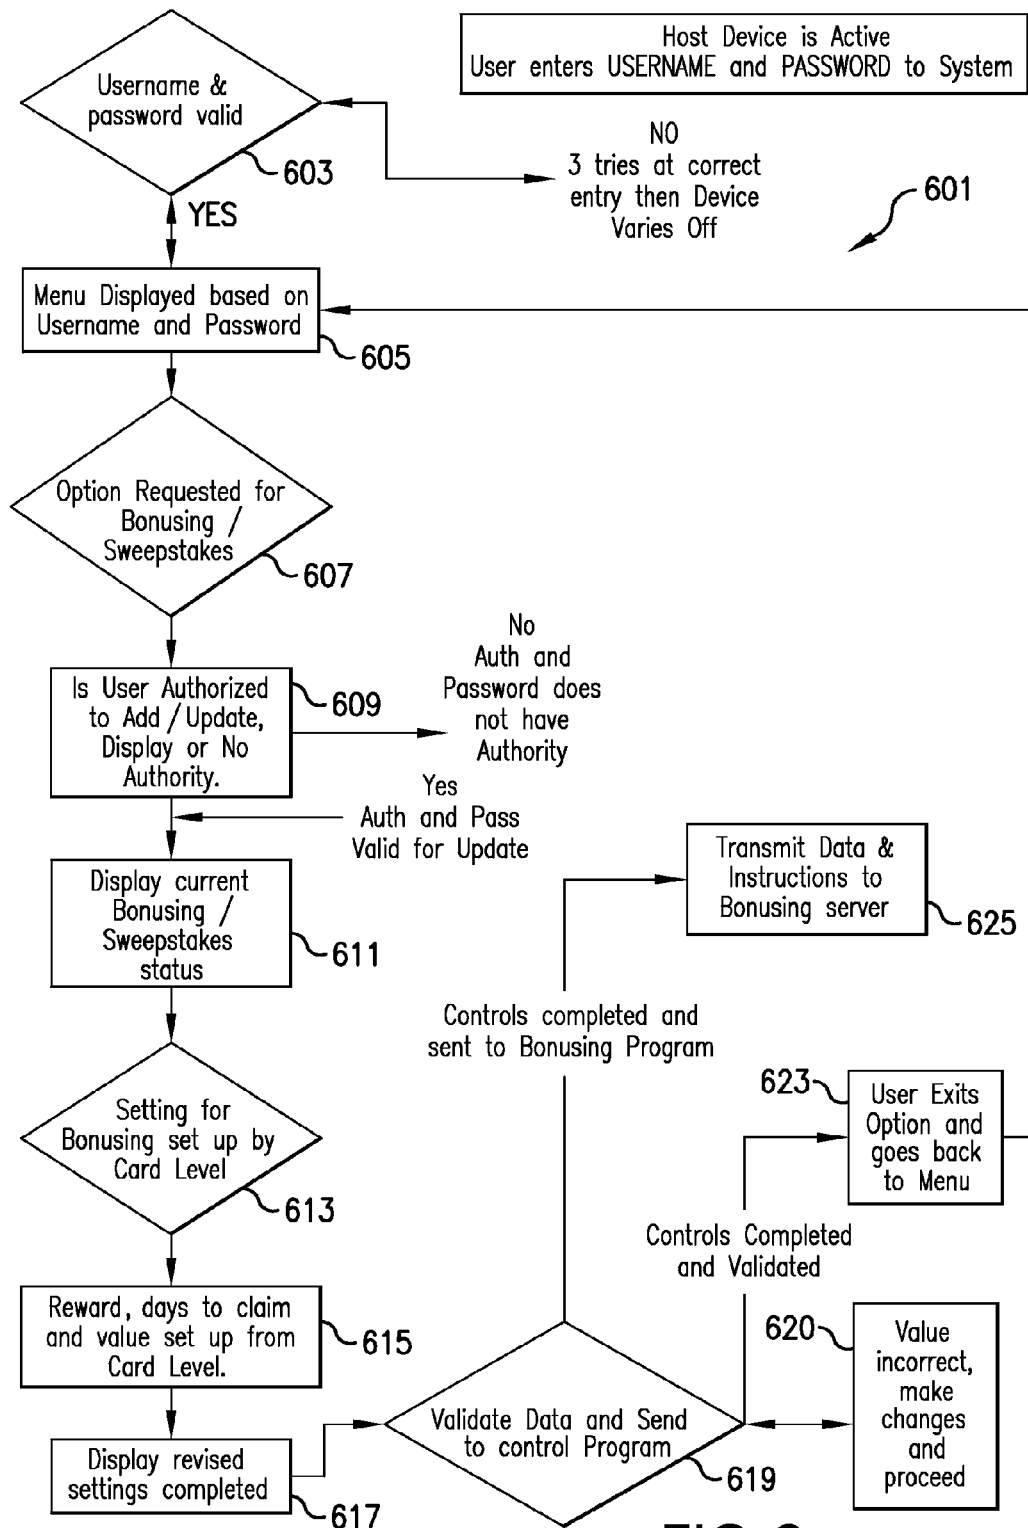 Host Device is Active
User enters USERNAME and PASSWORD to System
Username &
password valid
603
NO
3 tries at correct
entry then Device
Varies Off
601
YES
Menu Displayed based on
Username and Password
605
Option Requested for
Bonusing /
Sweepstakes
607
Is User Authorized
to Add / Update,
Display or No
Authority.
609
No
Auth and
Password does
not have
Authority
Yes
Auth and Pass
Valid for Update
Display current
Bonusing /
Sweepstakes
status
611
Transmit Data &
Instructions to
Bonusing server
625
Controls completed and
sent to Bonusing Program
Setting for
Bonusing set up by
Card Level
613
623
User Exits
Option and
goes back
to Menu
Controls Completed
and Validated
Reward, days to claim
and value set up from
Card Level.
615
620
Value
incorrect,
make
changes
and
proceed
Validate Data and Send
to control Program
619
Display revised
settings completed
617